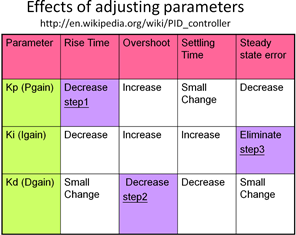 Effects of adjusting parameters
http://en.wikipedia.org/wiki/PID_controller
Parameter Rise Time Overshoot Settling Time Steady state error
Kp (Pgain) Decrease step1 Increase Small Change Decrease
Ki (Igain) Decrease Increase Increase Eliminate step3
Kd (Dgain) Small Change Decrease step2 Decrease Small Change